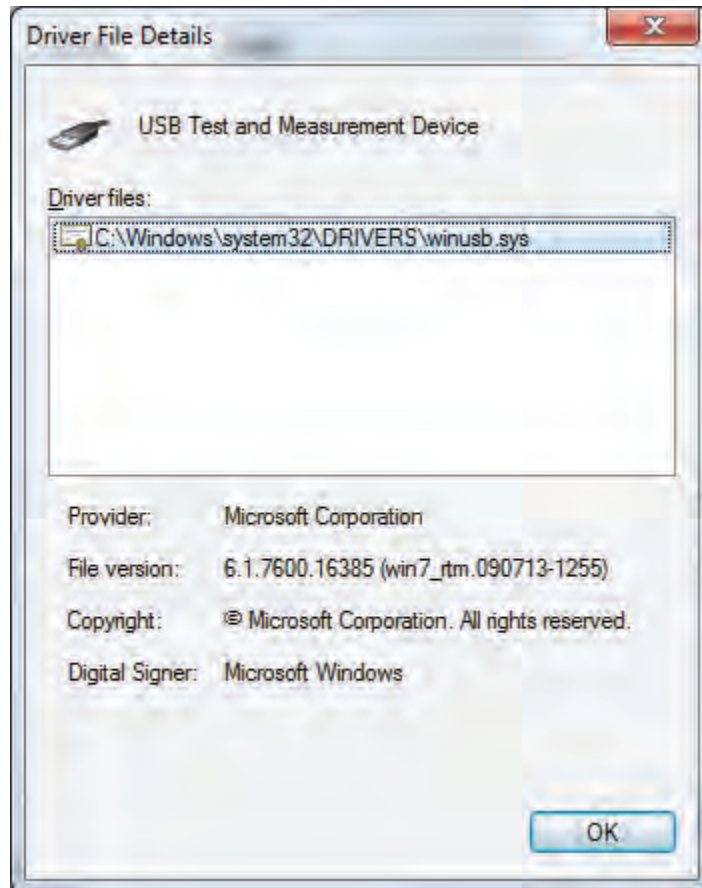 Driver File Details
USB Test and Measurement Device
Driver files:
C:\Windows\system32\DRIVERS\winusb.sys
Provider: Microsoft Corporation
File version: 6.1.7600.16385 (win7_rtm.090713-1255)
Copyright: © Microsoft Corporation. All rights reserved.
Digital Signer: Microsoft Windows
OK